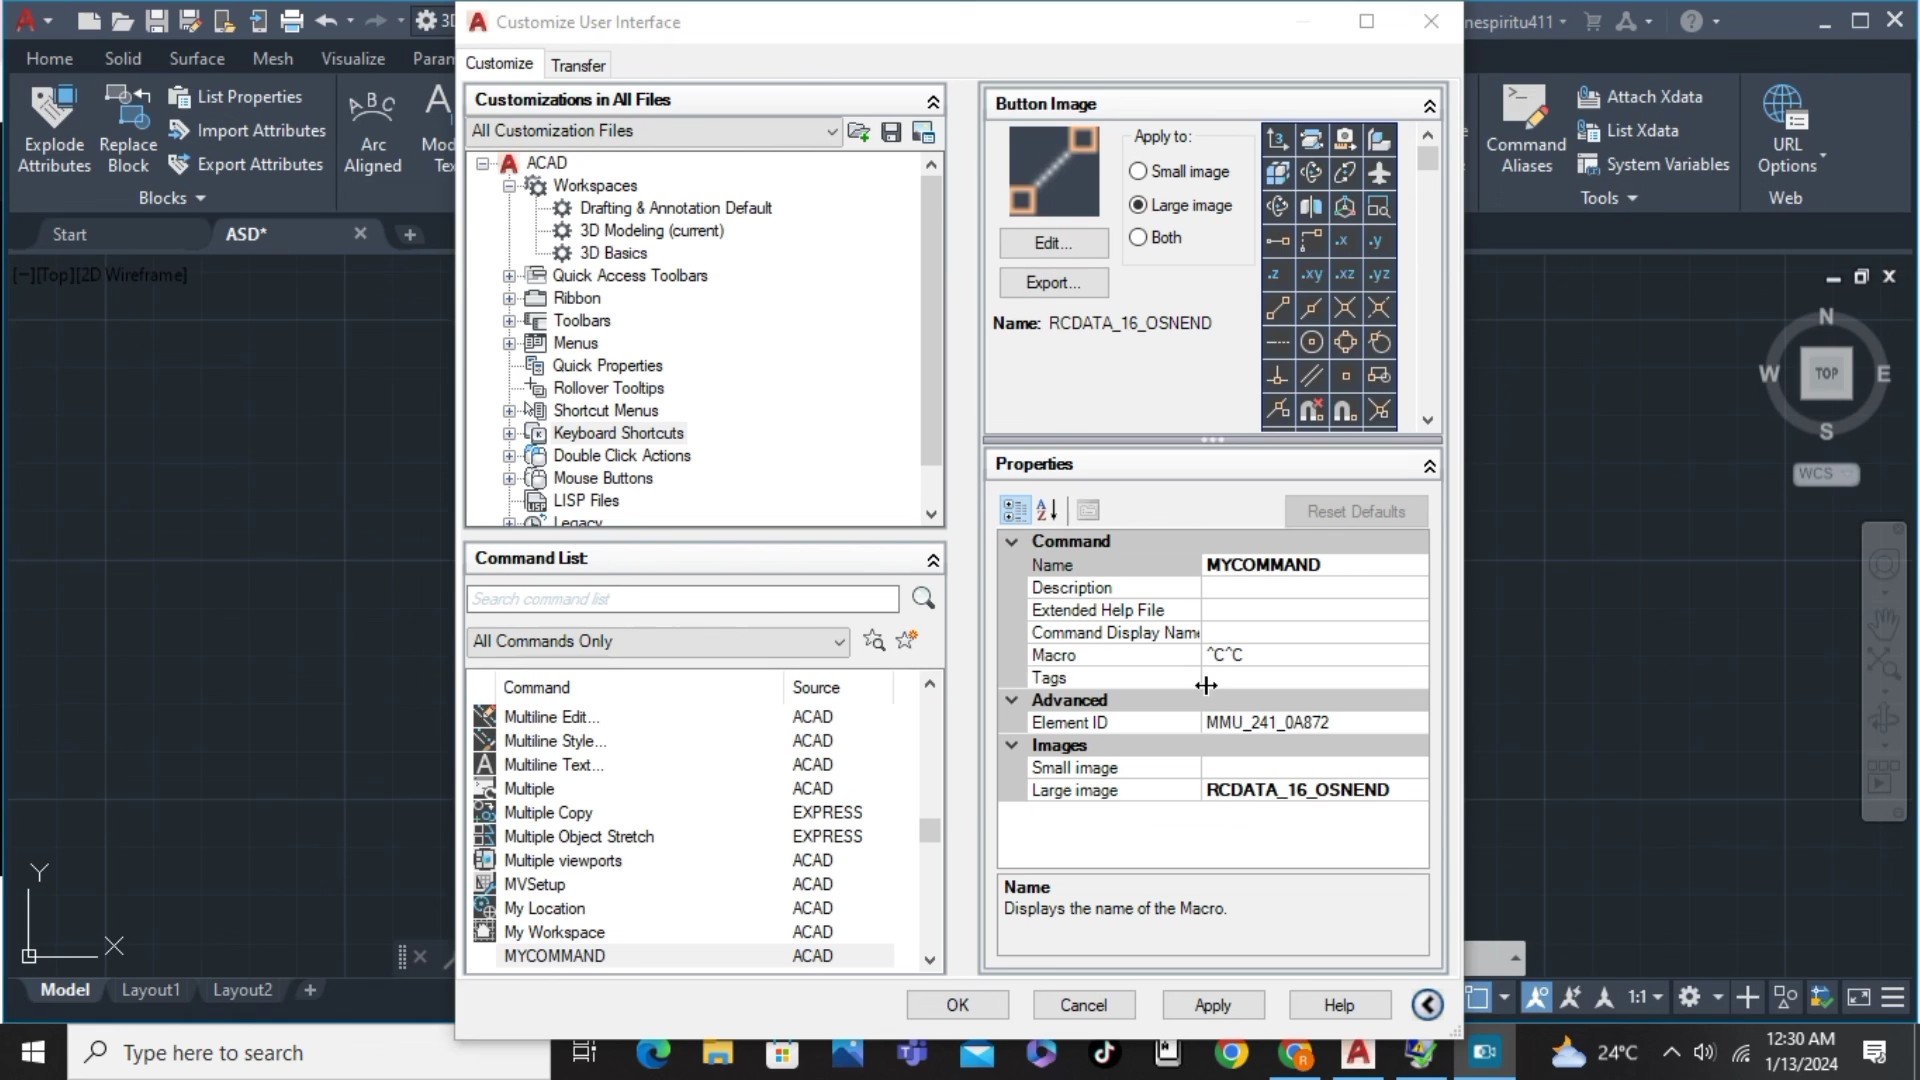 3D
Customize User Interface
nespiritu411
Home
Solid
Surface
Mesh
Visualize
Param
Customize
Transfer
Explode
Attributes
Replace
Block
List Properties
Import Attributes
Export Attributes
Blocks
Arc
Aligned
Start
ASD*
[−][Top][2D Wireframe]
Customizations in All Files
All Customization Files
ACAD
Workspaces
Drafting & Annotation Default
3D Modeling (current)
3D Basics
Quick Access Toolbars
Ribbon
Toolbars
Menus
Quick Properties
Rollover Tooltips
Shortcut Menus
Keyboard Shortcuts
Double Click Actions
Mouse Buttons
LISP Files
Legacy
Command List:
Search command list
All Commands Only
Command Source
Multiline Edit... ACAD
Multiline Style... ACAD
Multiline Text... ACAD
Multiple ACAD
Multiple Copy EXPRESS
Multiple Object Stretch EXPRESS
Multiple viewports ACAD
MVSetup ACAD
My Location ACAD
My Workspace ACAD
MYCOMMAND ACAD
Button Image
Apply to:
Small image
Large image
Both
Edit...
Export...
Name: RCDATA_16_OSNEND
.x .y
.z .xy .xz .yz
Properties
Reset Defaults
Command
Name MYCOMMAND
Description
Extended Help File
Command Display Name
Macro ^C^C
Tags
Advanced
Element ID MMU_241_0A872
Images
Small image
Large image RCDATA_16_OSNEND
Name
Displays the name of the Macro.
OK
Cancel
Apply
Help
Command
Aliases
Attach Xdata
List Xdata
System Variables
Tools
URL
Options
Web
N
W
TOP
E
S
WCS
Y
X
Model
Layout1
Layout2
1:1
Type here to search
24°C
12:30 AM
1/13/2024